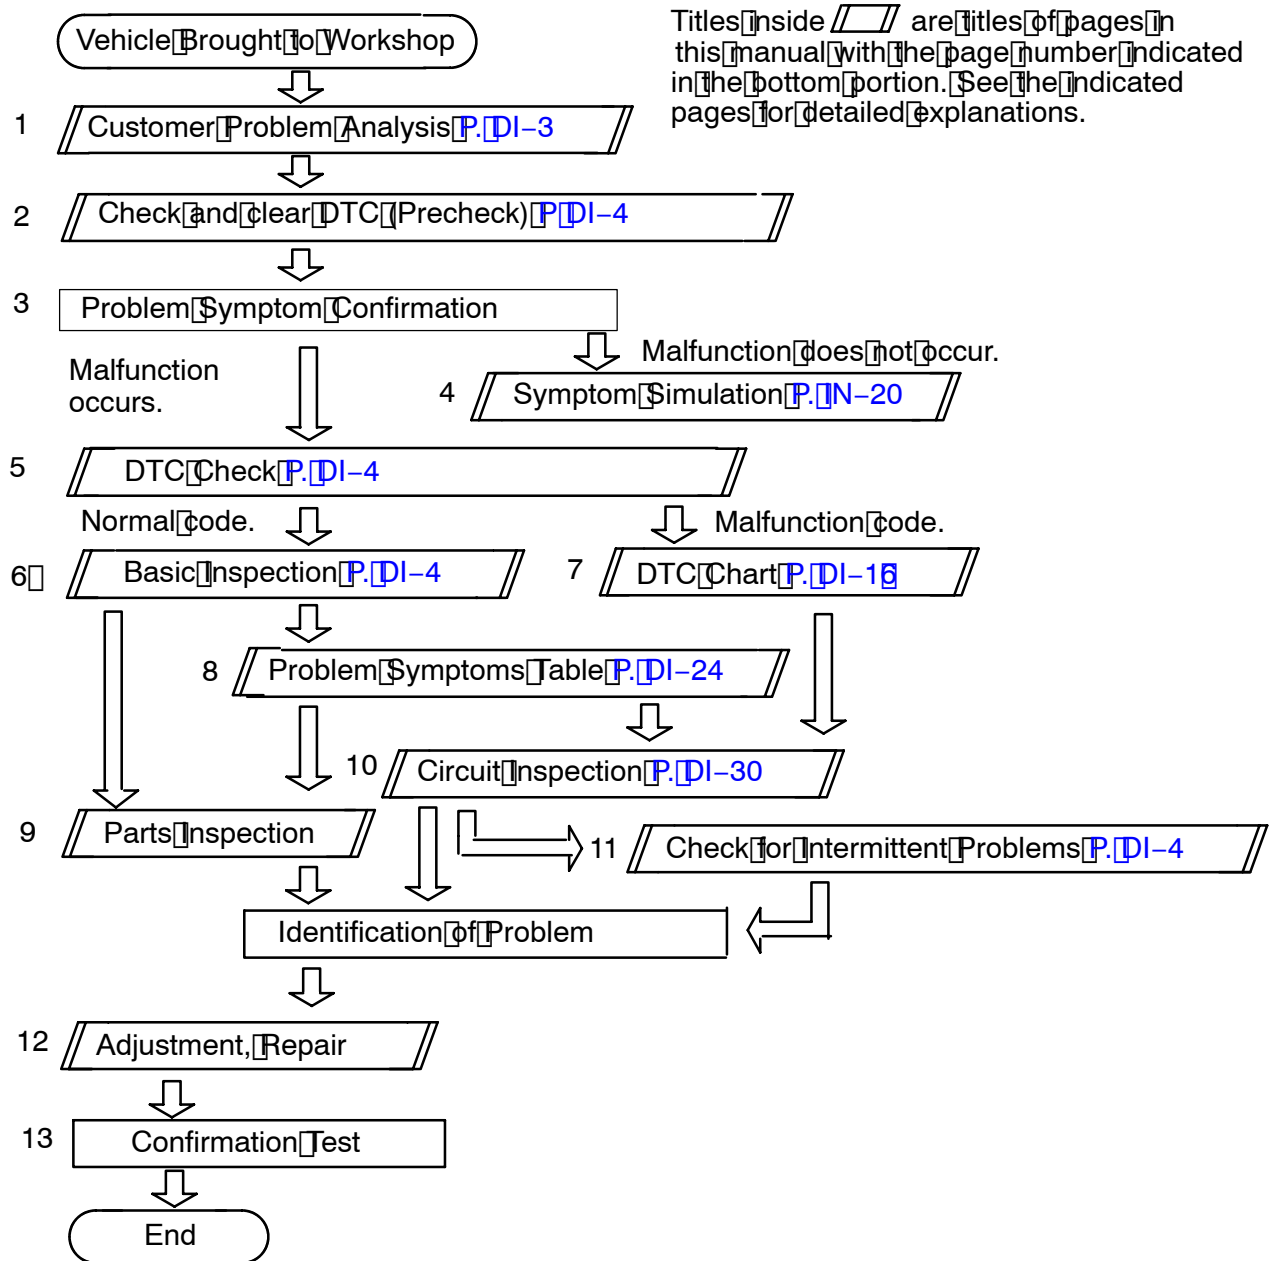 Vehicle Brought to Workshop
Titles inside are titles of pages in
this manual with the page number indicated
in the bottom portion. See the indicated
pages for detailed explanations.
1 Customer Problem Analysis P. DI–3
2 Check and clear DTC (Precheck) P DI–4
3 Problem Symptom Confirmation
Malfunction
occurs.
Malfunction does not occur.
4 Symptom Simulation P. IN–20
5 DTC Check P. DI–4
Normal code.
Malfunction code.
6 Basic Inspection P. DI–4
7 DTC Chart P. DI–16
8 Problem Symptoms Table P. DI–24
10 Circuit Inspection P. DI–30
9 Parts Inspection
11 Check for Intermittent Problems P. DI–4
Identification of Problem
12 Adjustment, Repair
13 Confirmation Test
End